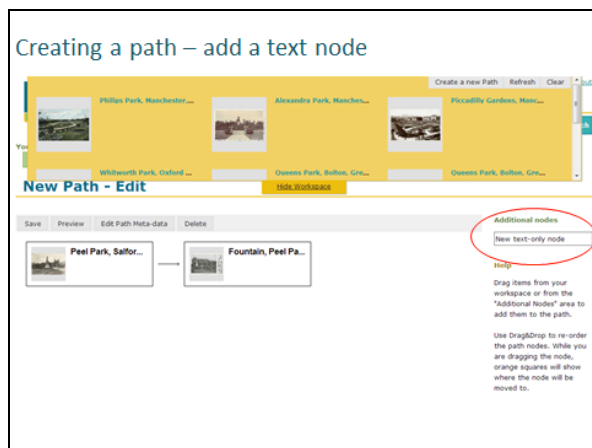 Creating a path – add a text node
Create a new Path Refresh Clear
Philips Park, Manchester,...
Alexandra Park, Manches...
Piccadilly Gardens, Manc...
Whitworth Park, Oxford ...
Queens Park, Bolton, Gre...
Queens Park, Bolton, Gre...
New Path - Edit
Hide Workspace
Save Preview Edit Path Meta-data Delete
Peel Park, Salfor...
Fountain, Peel Pa...
Additional nodes
New text-only node
Help
Drag items from your
workspace or from the
"Additional Nodes" area to
add them to the path.
Use Drag&Drop to re-order
the path nodes. While you
are dragging the node,
orange squares will show
where the node will be
moved to.